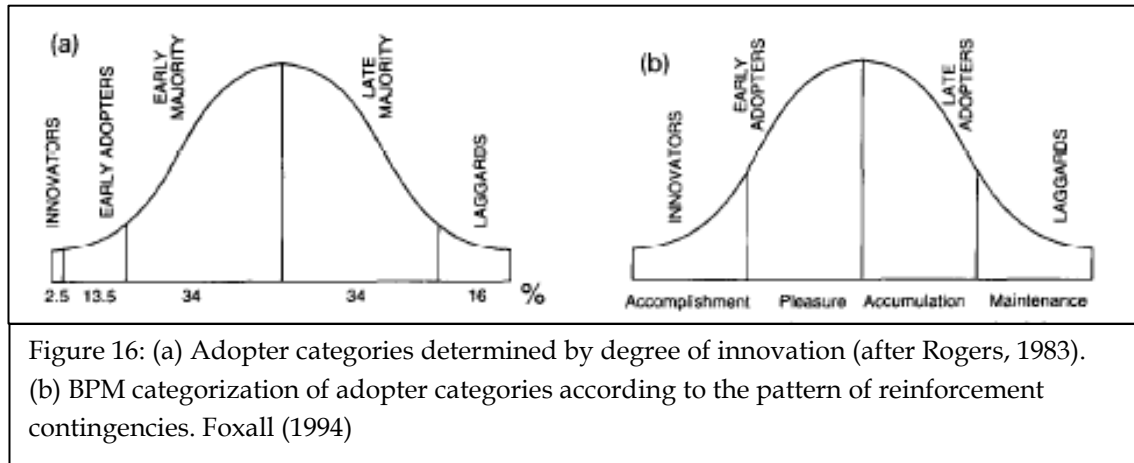 (a)
INNOVATORS
EARLY ADOPTERS
EARLY
MAJORITY
LATE
MAJORITY
LAGGARDS
2.5 13.5 34 34 16 %
(b)
INNOVATORS
EARLY
ADOPTERS
LATE
ADOPTERS
LAGGARDS
Accomplishment Pleasure Accumulation Maintenance
Figure 16: (a) Adopter categories determined by degree of innovation (after Rogers, 1983).
(b) BPM categorization of adopter categories according to the pattern of reinforcement
contingencies. Foxall (1994)